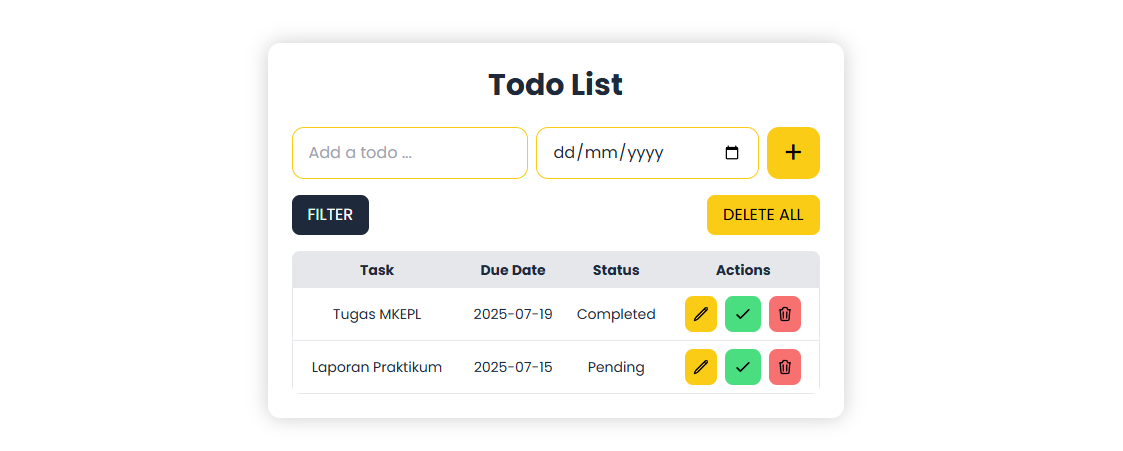 Todo List
Add a todo ...
dd/mm/yyyy
+
FILTER
DELETE ALL
Task Due Date Status Actions
Tugas MKEPL 2025-07-19 Completed
Laporan Praktikum 2025-07-15 Pending